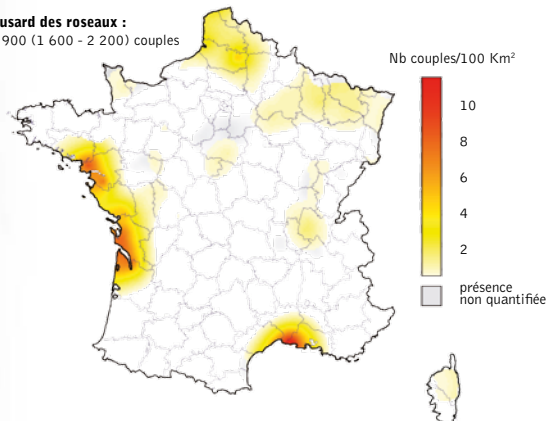 usard des roseaux :
900 (1 600 - 2 200) couples
Nb couples/100 Km²
10
8
6
4
2
présence
non quantifiée